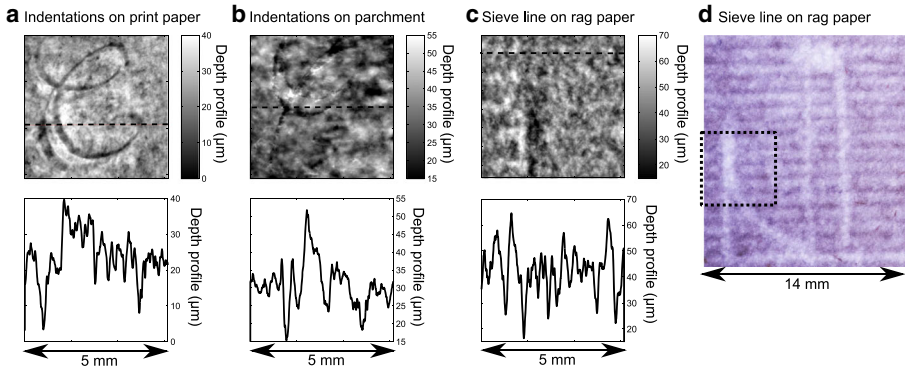 a Indentations on print paper
40
30
20
10
0
Depth profile (µm)
40
30
20
10
0
Depth profile (µm)
5 mm
b Indentations on parchment
55
50
45
40
35
30
25
20
15
Depth profile (µm)
55
50
45
40
35
30
25
20
15
Depth profile (µm)
5 mm
c Sieve line on rag paper
70
60
50
40
30
20
Depth profile (µm)
70
60
50
40
30
20
Depth profile (µm)
5 mm
d Sieve line on rag paper
14 mm